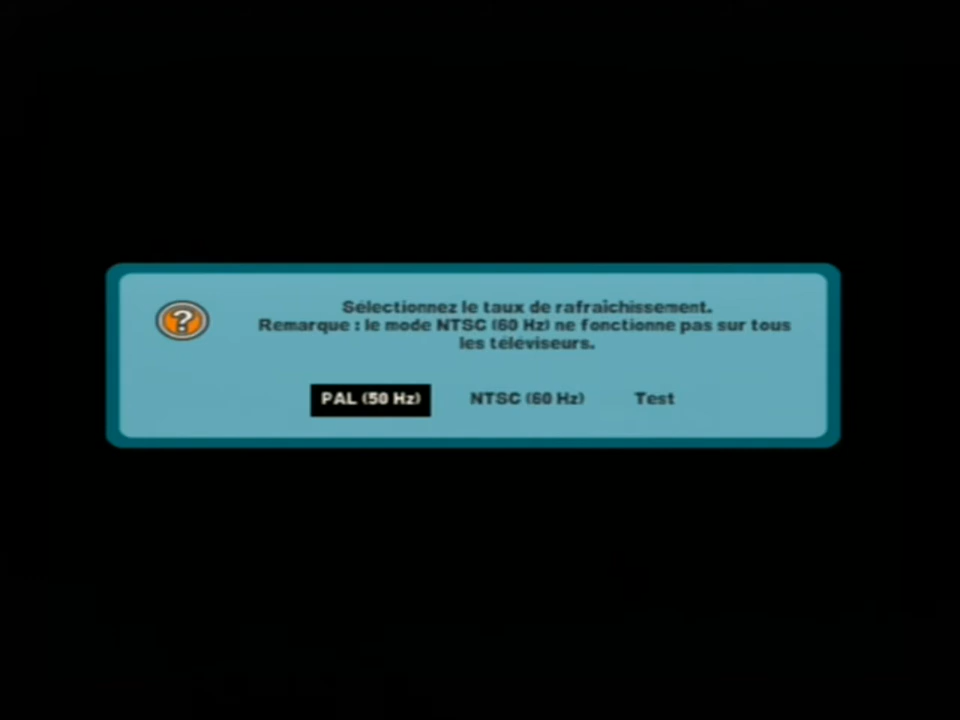 Sélectionnez le taux de rafraîchissement.
Remarque : le mode NTSC (60 Hz) ne fonctionne pas sur tous
les téléviseurs.
PAL (50 Hz) NTSC (60 Hz) Test